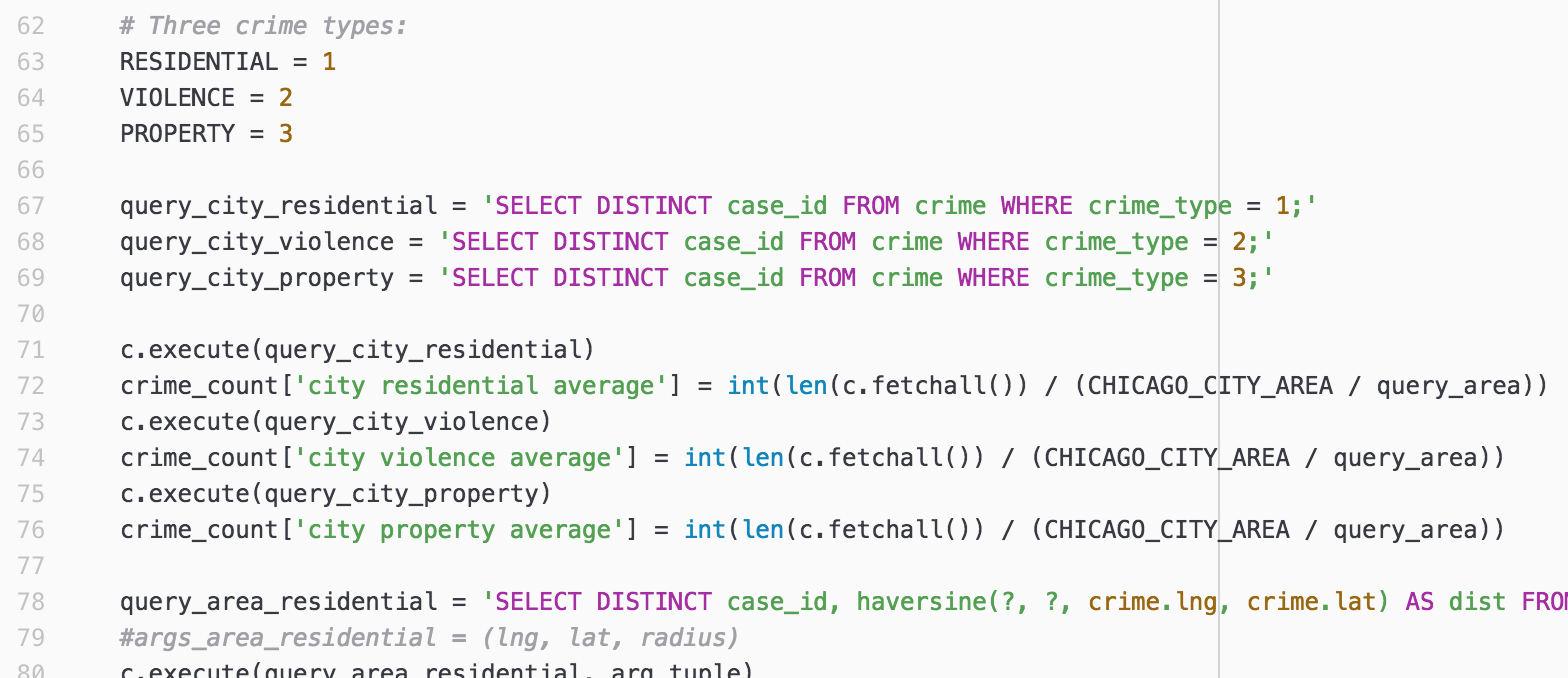 62 # Three crime types:
63 RESIDENTIAL = 1
64 VIOLENCE = 2
65 PROPERTY = 3
66
67 query_city_residential = 'SELECT DISTINCT case_id FROM crime WHERE crime_type = 1;'
68 query_city_violence = 'SELECT DISTINCT case_id FROM crime WHERE crime_type = 2;'
69 query_city_property = 'SELECT DISTINCT case_id FROM crime WHERE crime_type = 3;'
70
71 c.execute(query_city_residential)
72 crime_count['city residential average'] = int(len(c.fetchall()) / (CHICAGO_CITY_AREA / query_area))
73 c.execute(query_city_violence)
74 crime_count['city violence average'] = int(len(c.fetchall()) / (CHICAGO_CITY_AREA / query_area))
75 c.execute(query_city_property)
76 crime_count['city property average'] = int(len(c.fetchall()) / (CHICAGO_CITY_AREA / query_area))
77
78 query_area_residential = 'SELECT DISTINCT case_id, haversine(?, ?, crime.lng, crime.lat) AS dist FROM
79 #args_area_residential = (lng, lat, radius)
80 c.execute(query_area_residential, arg_tuple)